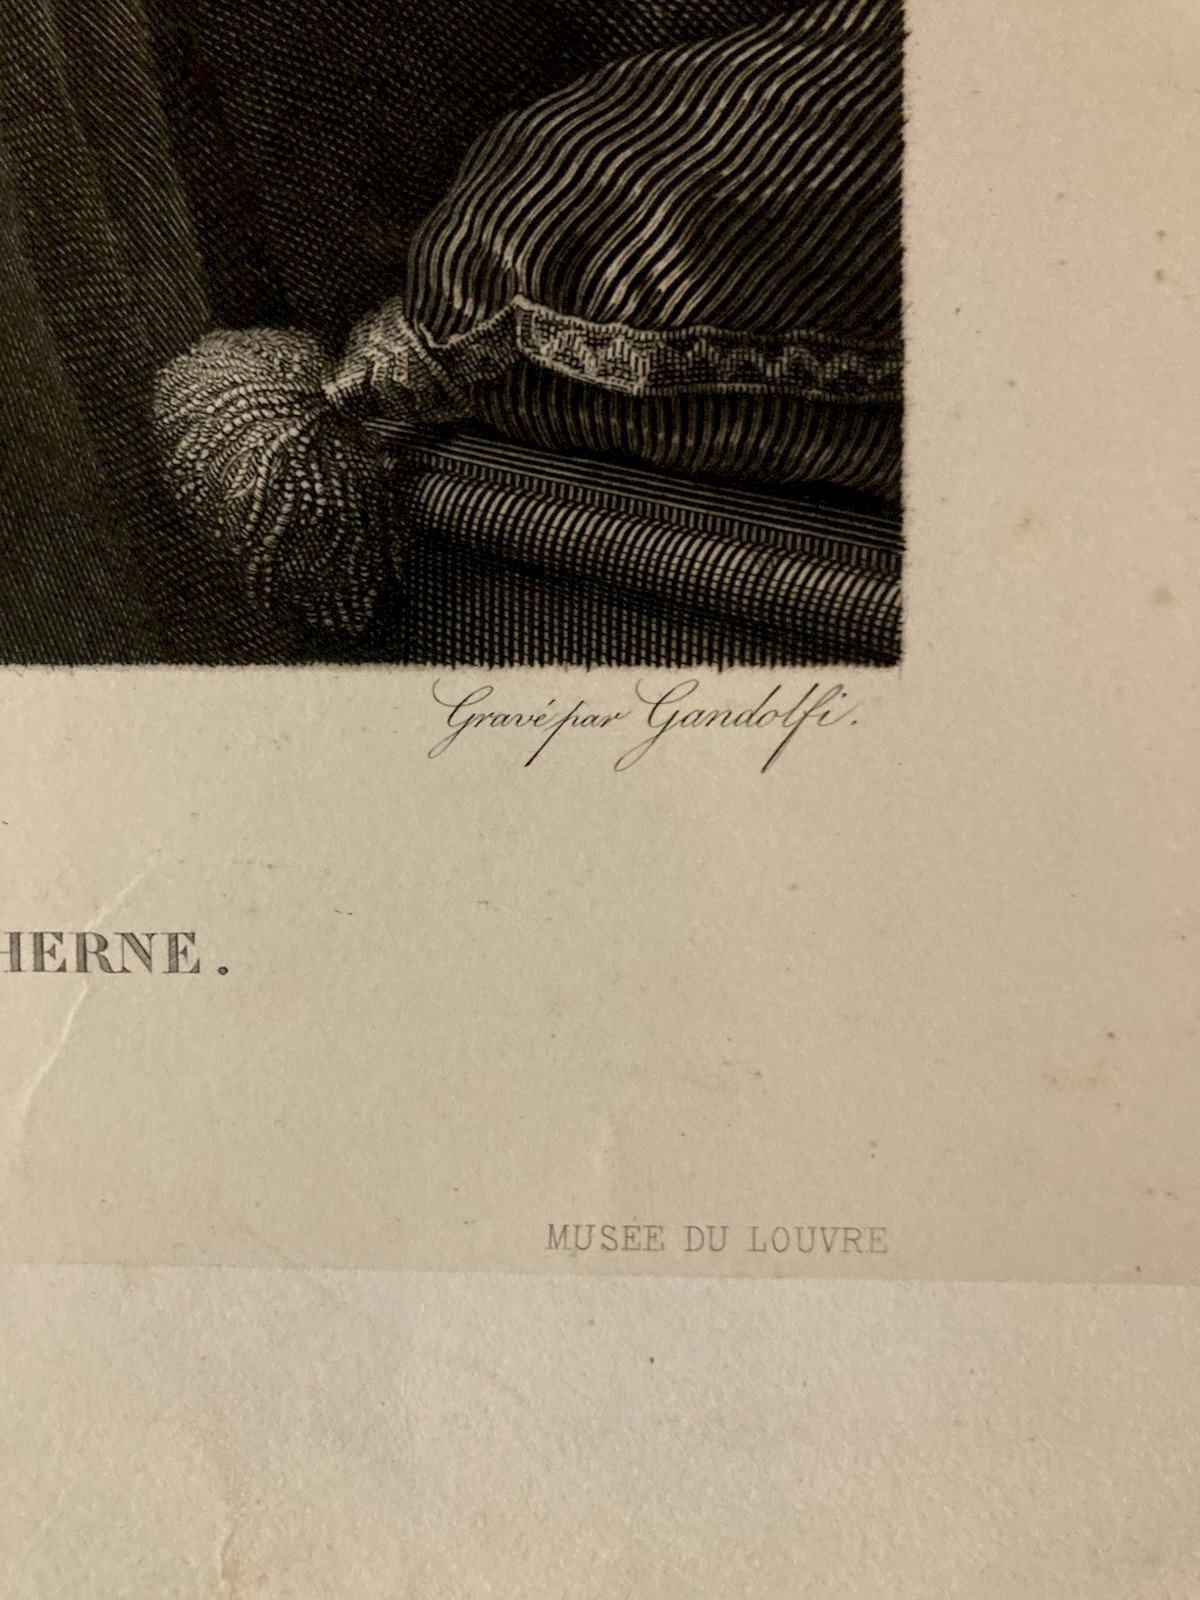 Gravé par Gandolfi.
HERNE.
MUSÉE DU LOUVRE